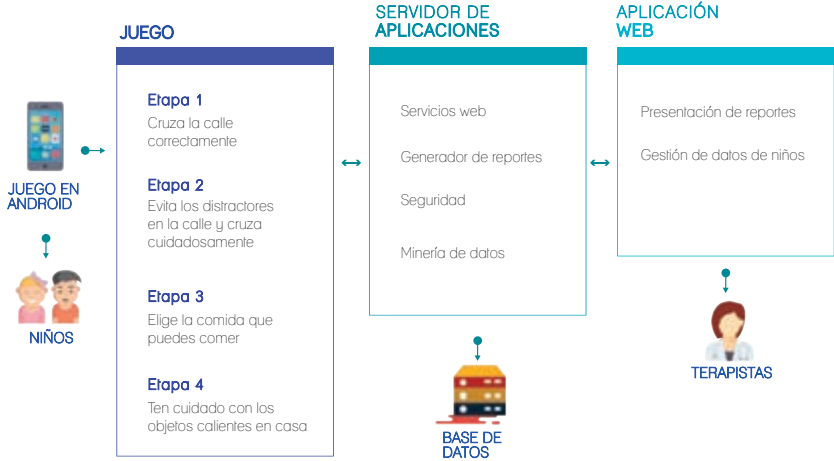 JUEGO
Etapa 1
Cruza la calle
correctamente
Etapa 2
Evita los distractores
en la calle y cruza
cuidadosamente
Etapa 3
Elige la comida que
puedes comer
Etapa 4
Ten cuidado con los
objetos calientes en casa
JUEGO EN
ANDROID
NIÑOS
SERVIDOR DE
APLICACIONES
Servicios web
Generador de reportes
Seguridad
Minería de datos
BASE DE
DATOS
APLICACIÓN
WEB
Presentación de reportes
Gestión de datos de niños
TERAPISTAS